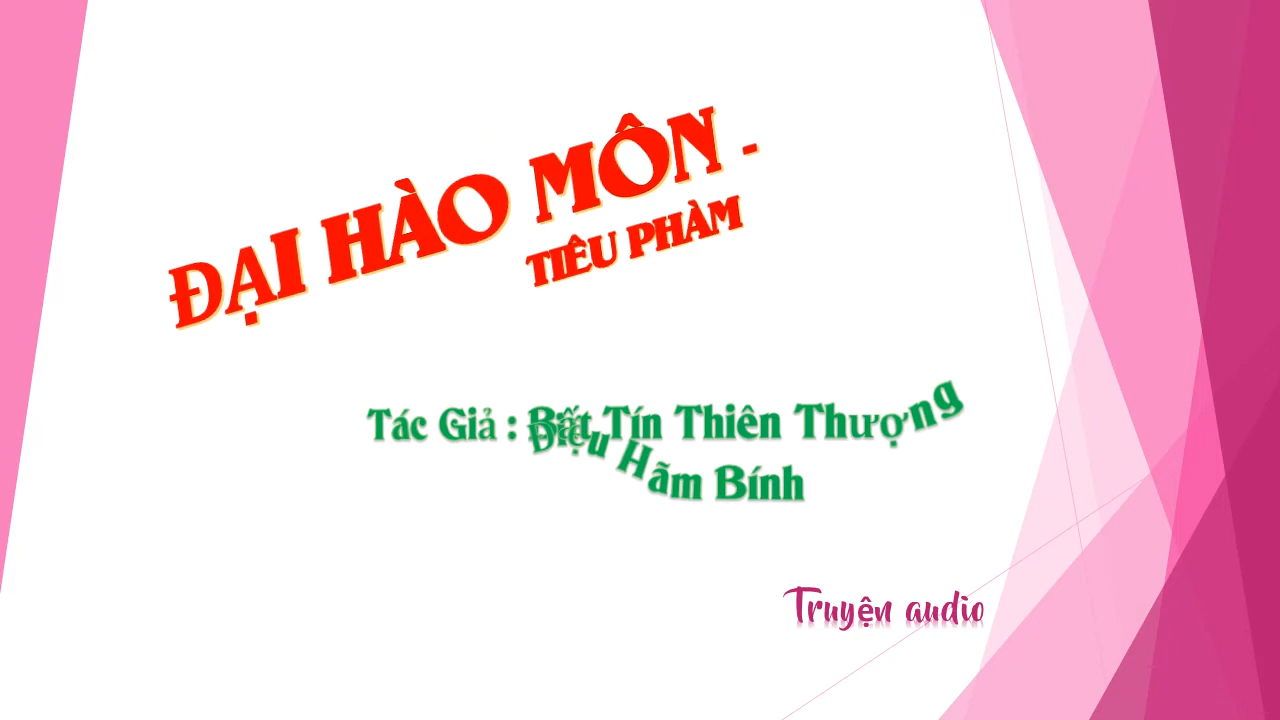 ĐẠI HÀO MÔN -
TIÊU PHÀM
Tác Giả : Bất Tín Thiên Thượng
Điệu Hãm Bính
Truyện audio